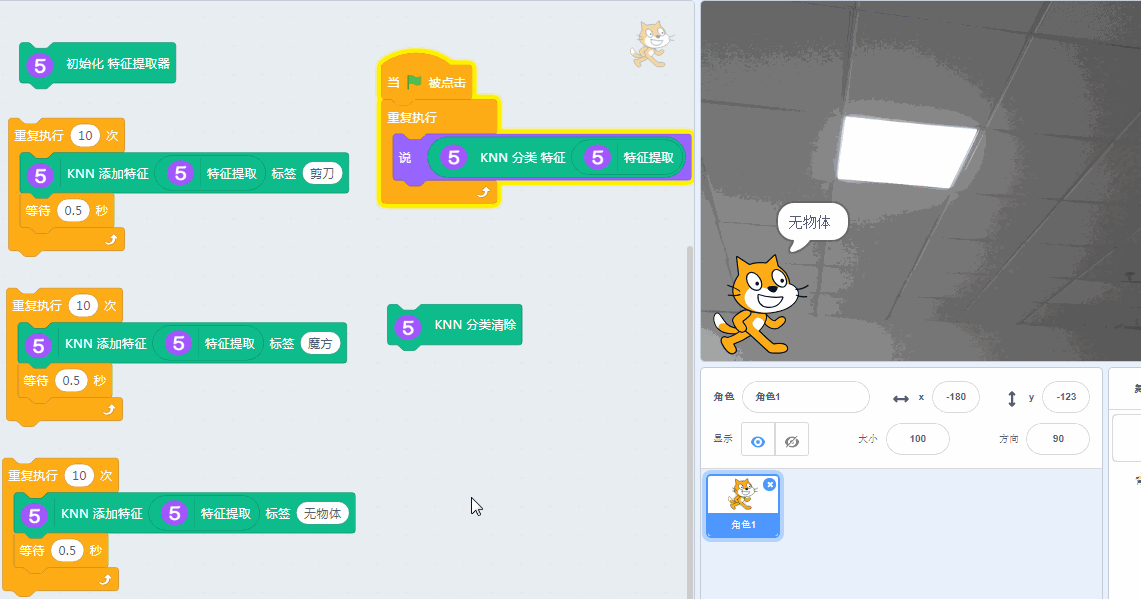 5 初始化 特征提取器
重复执行 10 次
5 KNN 添加特征 5 特征提取 标签 剪刀
等待 0.5 秒
重复执行 10 次
5 KNN 添加特征 5 特征提取 标签 魔方
等待 0.5 秒
重复执行 10 次
5 KNN 添加特征 5 特征提取 标签 无物体
等待 0.5 秒
当 被点击
重复执行
说 5 KNN 分类 特征 5 特征提取
5 KNN 分类清除
无物体
角色 角色1 x -180 y -123
显示 大小 100 方向 90
角色1